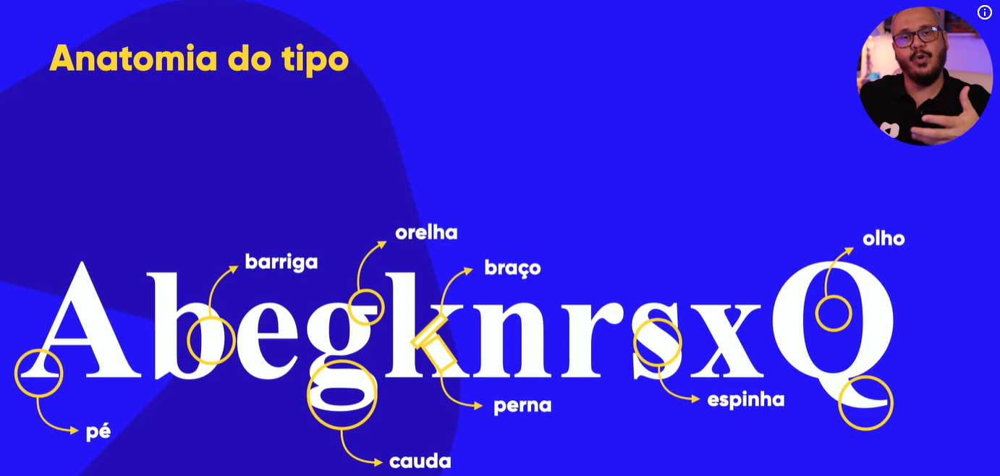 Anatomia do tipo
orelha
olho
barriga
braço
AbegknrsxQ
espinha
perna
pé
cauda